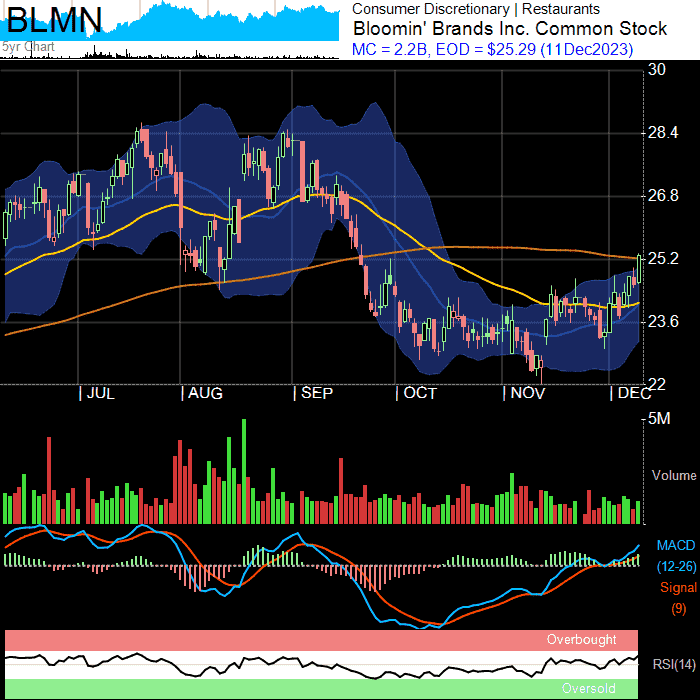 BLMN
5yr Chart
Consumer Discretionary | Restaurants
Bloomin' Brands Inc. Common Stock
MC = 2.2B, EOD = $25.29 (11Dec2023)
30
28.4
26.8
25.2
23.6
22
| JUL | AUG | SEP | OCT | NOV | DEC
5M
Volume
MACD
(12-26)
Signal
(9)
Overbought
RSI(14)
Oversold